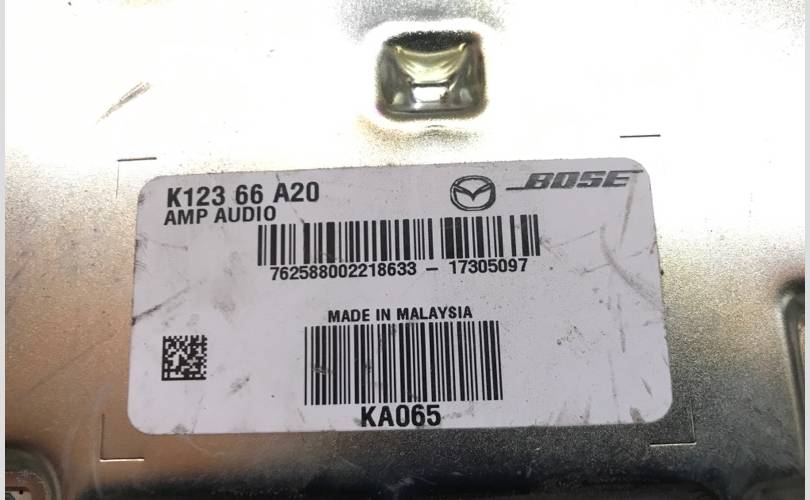 K123 66 A20 BOSE
AMP AUDIO
762588002218633 - 17305097
MADE IN MALAYSIA
KA065